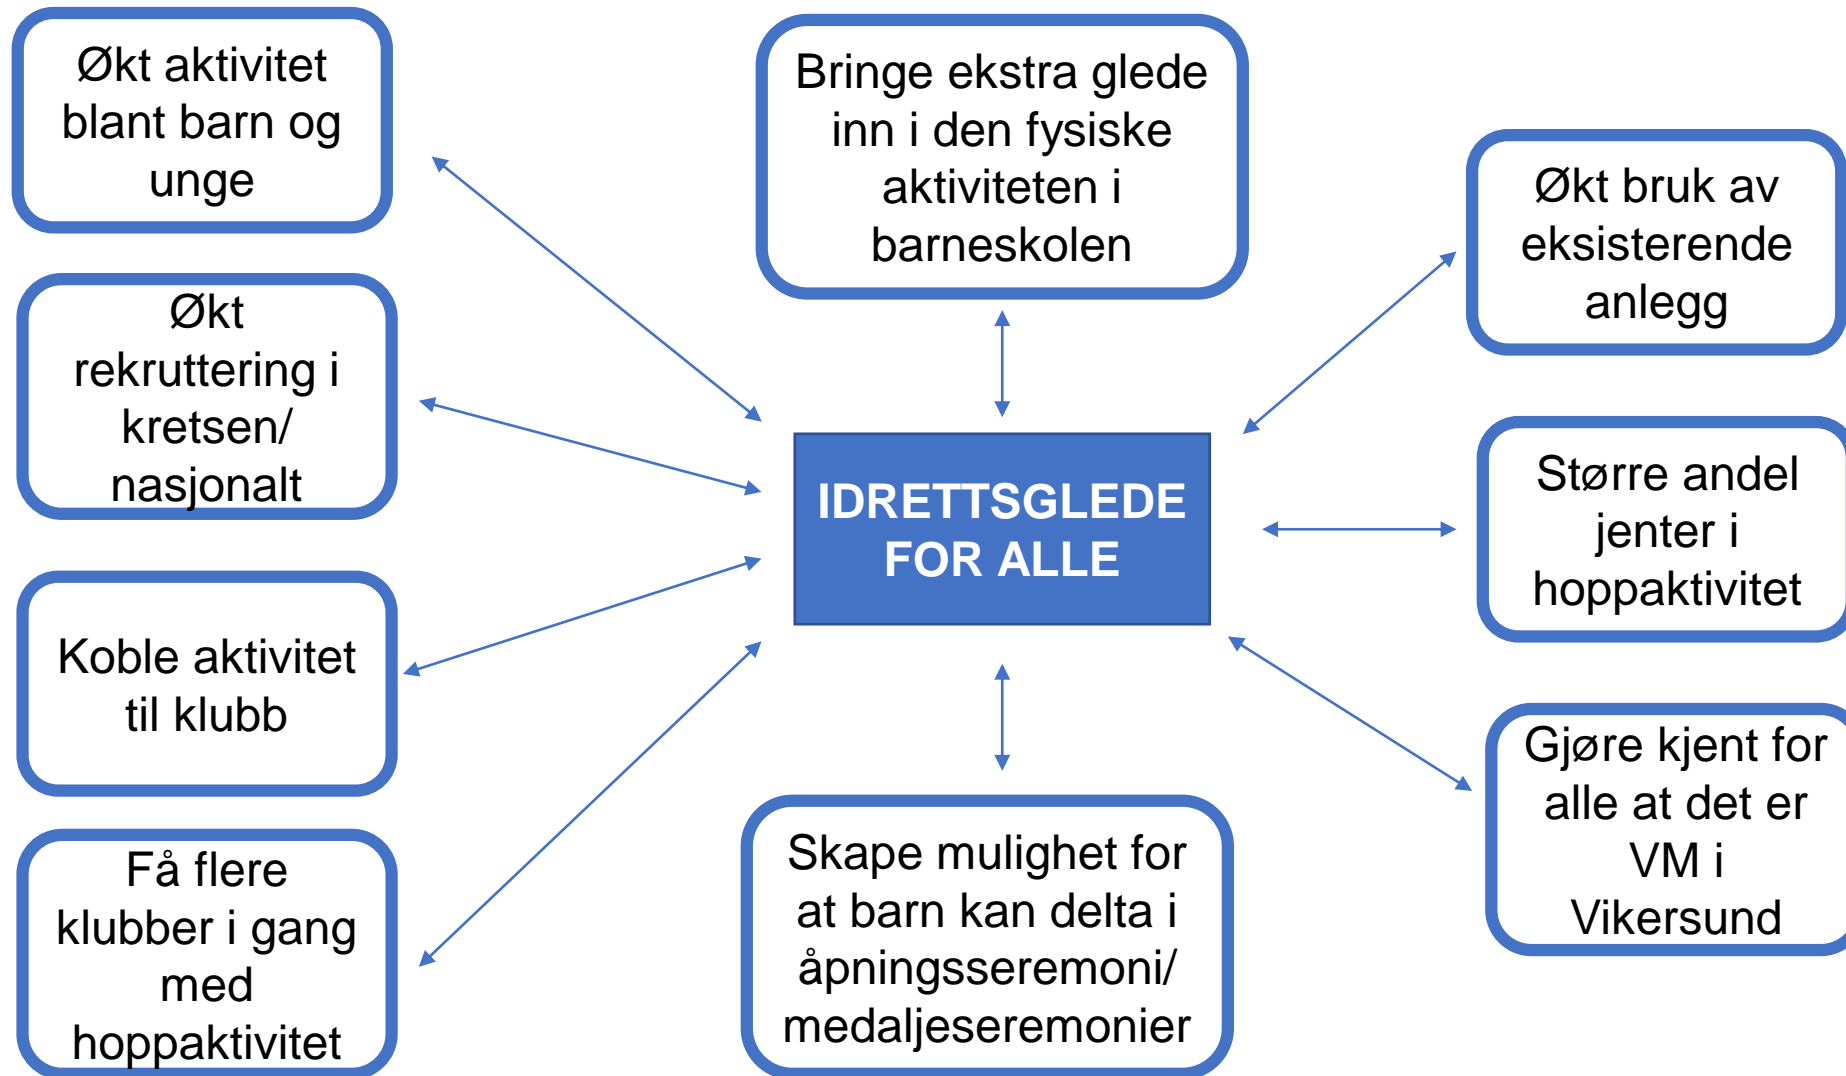 Økt aktivitet
blant barn og
unge
Økt
rekruttering i
kretsen/
nasjonalt
Koble aktivitet
til klubb
Få flere
klubber i gang
med
hoppaktivitet
Bringe ekstra glede
inn i den fysiske
aktiviteten i
barneskolen
IDRETTSGLEDE
FOR ALLE
Skape mulighet for
at barn kan delta i
åpningsseremoni/
medaljeseremonier
Økt bruk av
eksisterende
anlegg
Større andel
jenter i
hoppaktivitet
Gjøre kjent for
alle at det er
VM i
Vikersund